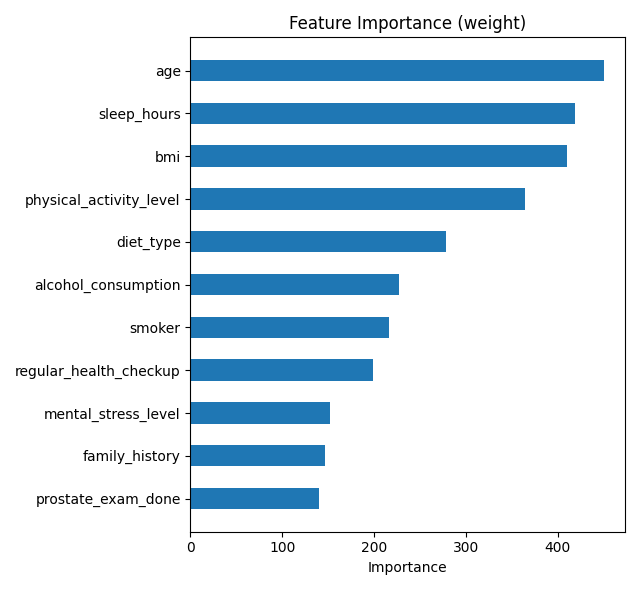 Feature Importance (weight)
age
sleep_hours
bmi
physical_activity_level
diet_type
alcohol_consumption
smoker
regular_health_checkup
mental_stress_level
family_history
prostate_exam_done
0 100 200 300 400
Importance